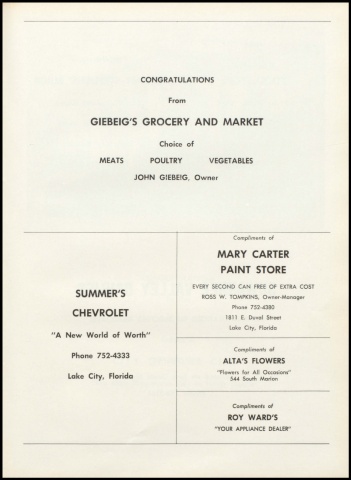 CONGRATULATIONS
From
GIEBEIG'S GROCERY AND MARKET
Choice of
MEATS POULTRY VEGETABLES
JOHN GIEBEIG, Owner
SUMMER'S
CHEVROLET
"A New World of Worth"
Phone 752-4333
Lake City, Florida
Compliments of
MARY CARTER
PAINT STORE
EVERY SECOND CAN FREE OF EXTRA COST
ROSS W. TOMPKINS, Owner-Manager
Phone 752-4380
1811 E. Duval Street
Lake City, Florida
Compliments of
ALTA'S FLOWERS
"Flowers for All Occasions"
544 South Marion
Compliments of
ROY WARD'S
"YOUR APPLIANCE DEALER"